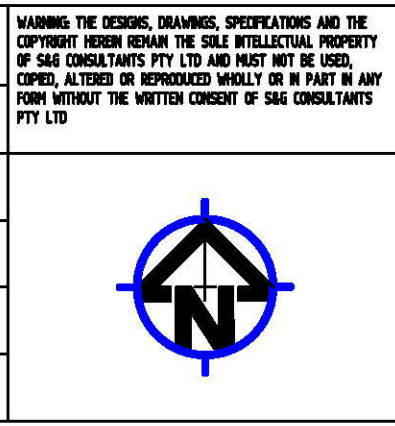 WARNING: THE DESIGNS, DRAWINGS, SPECIFICATIONS AND THE
COPYRIGHT HEREIN REMAIN THE SOLE INTELLECTUAL PROPERTY
OF S&G CONSULTANTS PTY LTD AND MUST NOT BE USED,
COPIED, ALTERED OR REPRODUCED WHOLLY OR IN PART IN ANY
FORM WITHOUT THE WRITTEN CONSENT OF S&G CONSULTANTS
PTY LTD
N